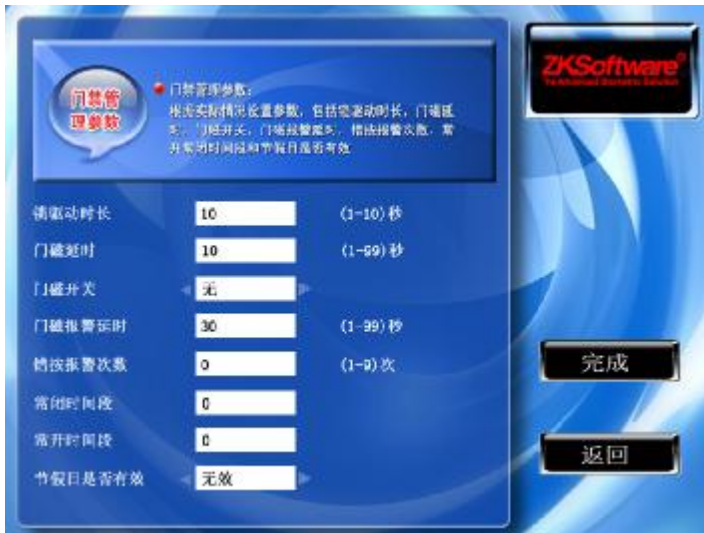 门禁管
理参数
门禁管理参数：
根据实际情况设置参数，包括锁驱动时长，门磁延
时，门磁开关，门磁报警延时，错按报警次数，常
开常闭时间段和节假日是否有效
ZKSoftware®
锁驱动时长 10 (1-10)秒
门磁延时 10 (1-99)秒
门磁开关 无
门磁报警延时 30 (1-99)秒
错按报警次数 0 (1-9)次
常闭时间段 0
常开时间段 0
节假日是否有效 无效
完成
返回